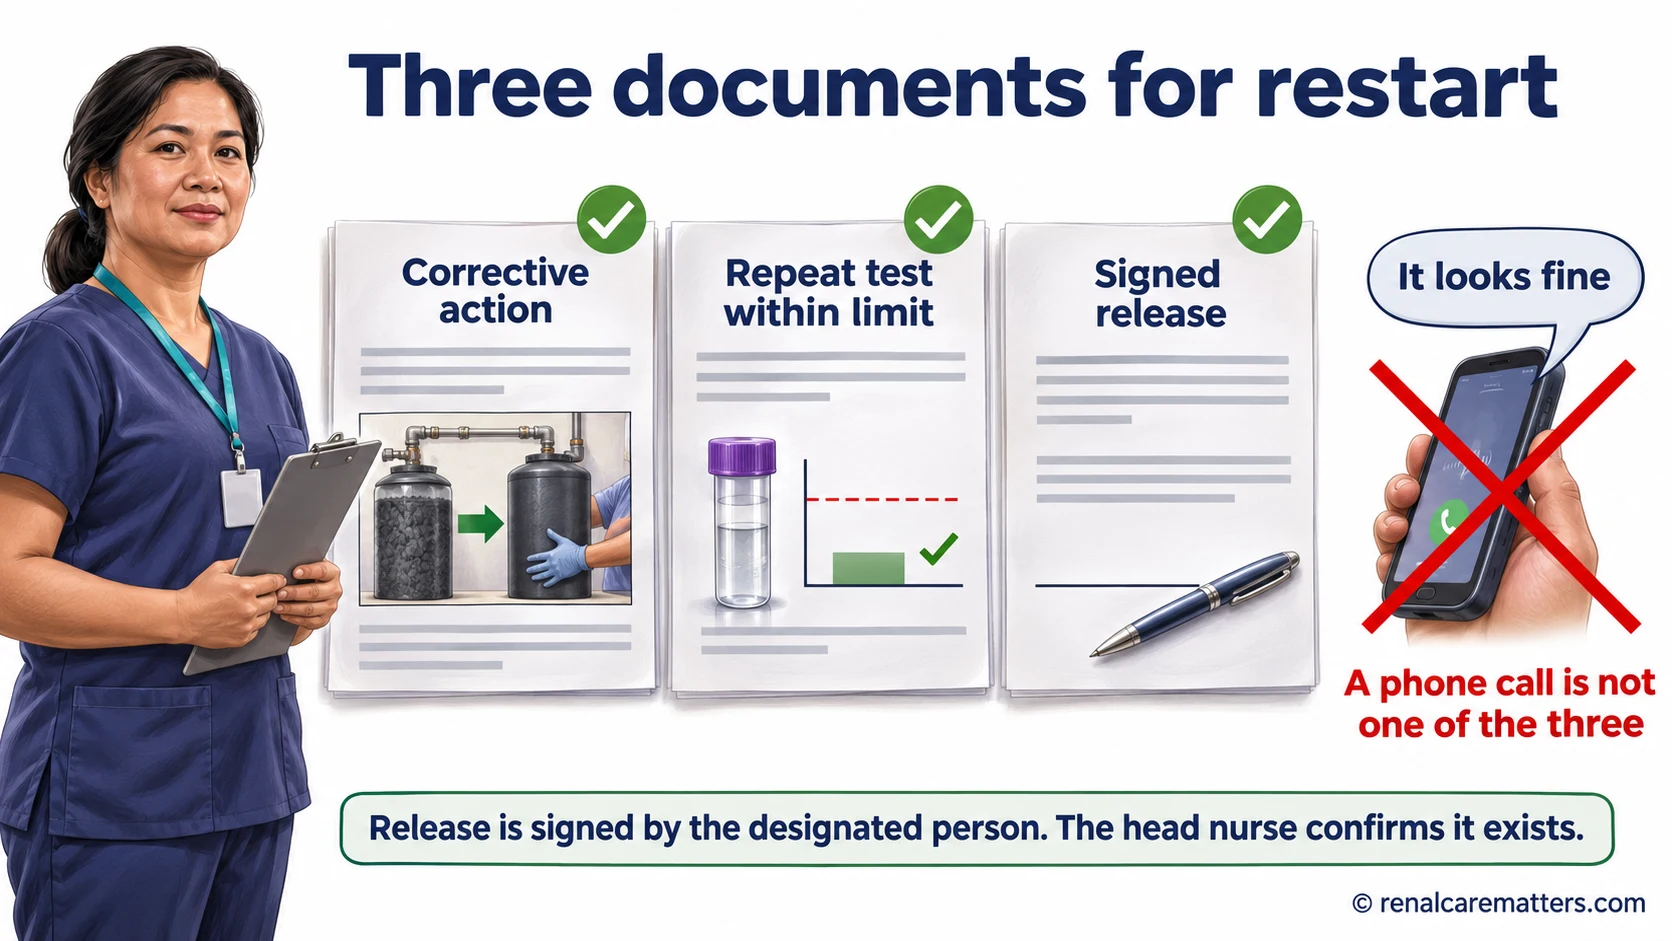 Three documents for restart
Corrective
action
Repeat test
within limit
Signed
release
It looks fine
A phone call is not
one of the three
Release is signed by the designated person. The head nurse confirms it exists.
© renalcarematters.com